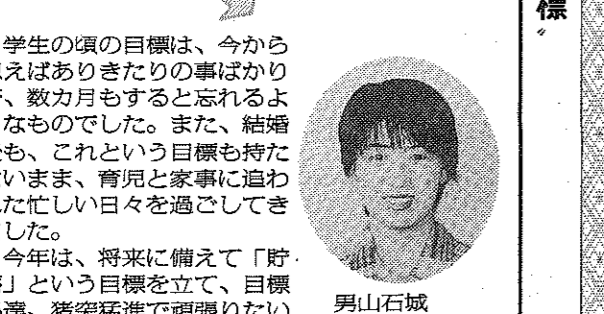 標〟
学生の頃の目標は、今から
えばありきたりの事ばかり
、数カ月もすると忘れるよ
なものでした。また、結婚
も、これという目標も持た
いまま、育児と家事に追わ
た忙しい日々を過ごしてき
した。
今年は、将来に備えて「貯
」という目標を立て、目標
達、猪突猛進で頑張りたい
男山石城